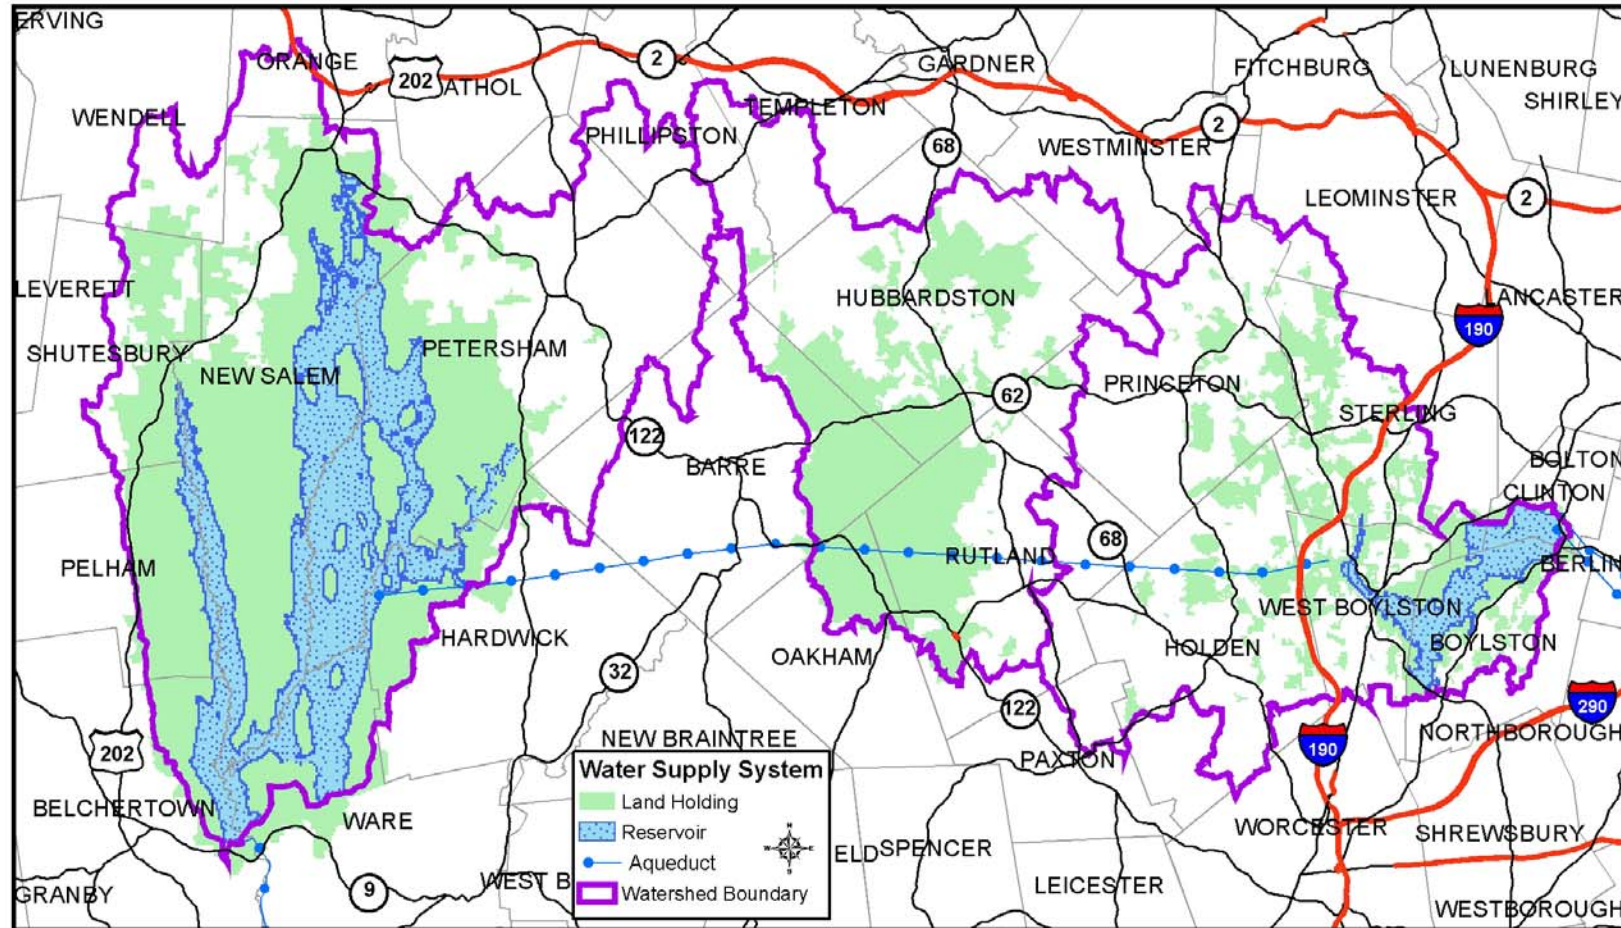 ERVING
ORANGE
202
ATHOL
2
GARDNER
FITCHBURG
LUNENBURG
SHIRLEY
WENDELL
PHILLIPSTON
TEMPLETON
68
WESTMINSTER
2
LEOMINSTER
2
LEVERETT
HUBBARDSTON
LANCASTER
190
SHUTESBURY
NEW SALEM
PETERSHAM
PRINCETON
62
STERLING
122
BARRE
BOLTON
CLINTON
PELHAM
RUTLAND
68
BERLIN
WEST BOYLSTON
HARDWICK
OAKHAM
HOLDEN
BOYLSTON
32
122
290
202
NEW BRAINTREE
PAXTON
190
NORTHBOROUGH
BELCHERTOWN
WARE
WORCESTER
SHREWSBURY
ELD
SPENCER
GRANBY
9
WEST B
LEICESTER
WESTBOROUGH
Water Supply System
Land Holding
Reservoir
Aqueduct
Watershed Boundary
N
W
E
S